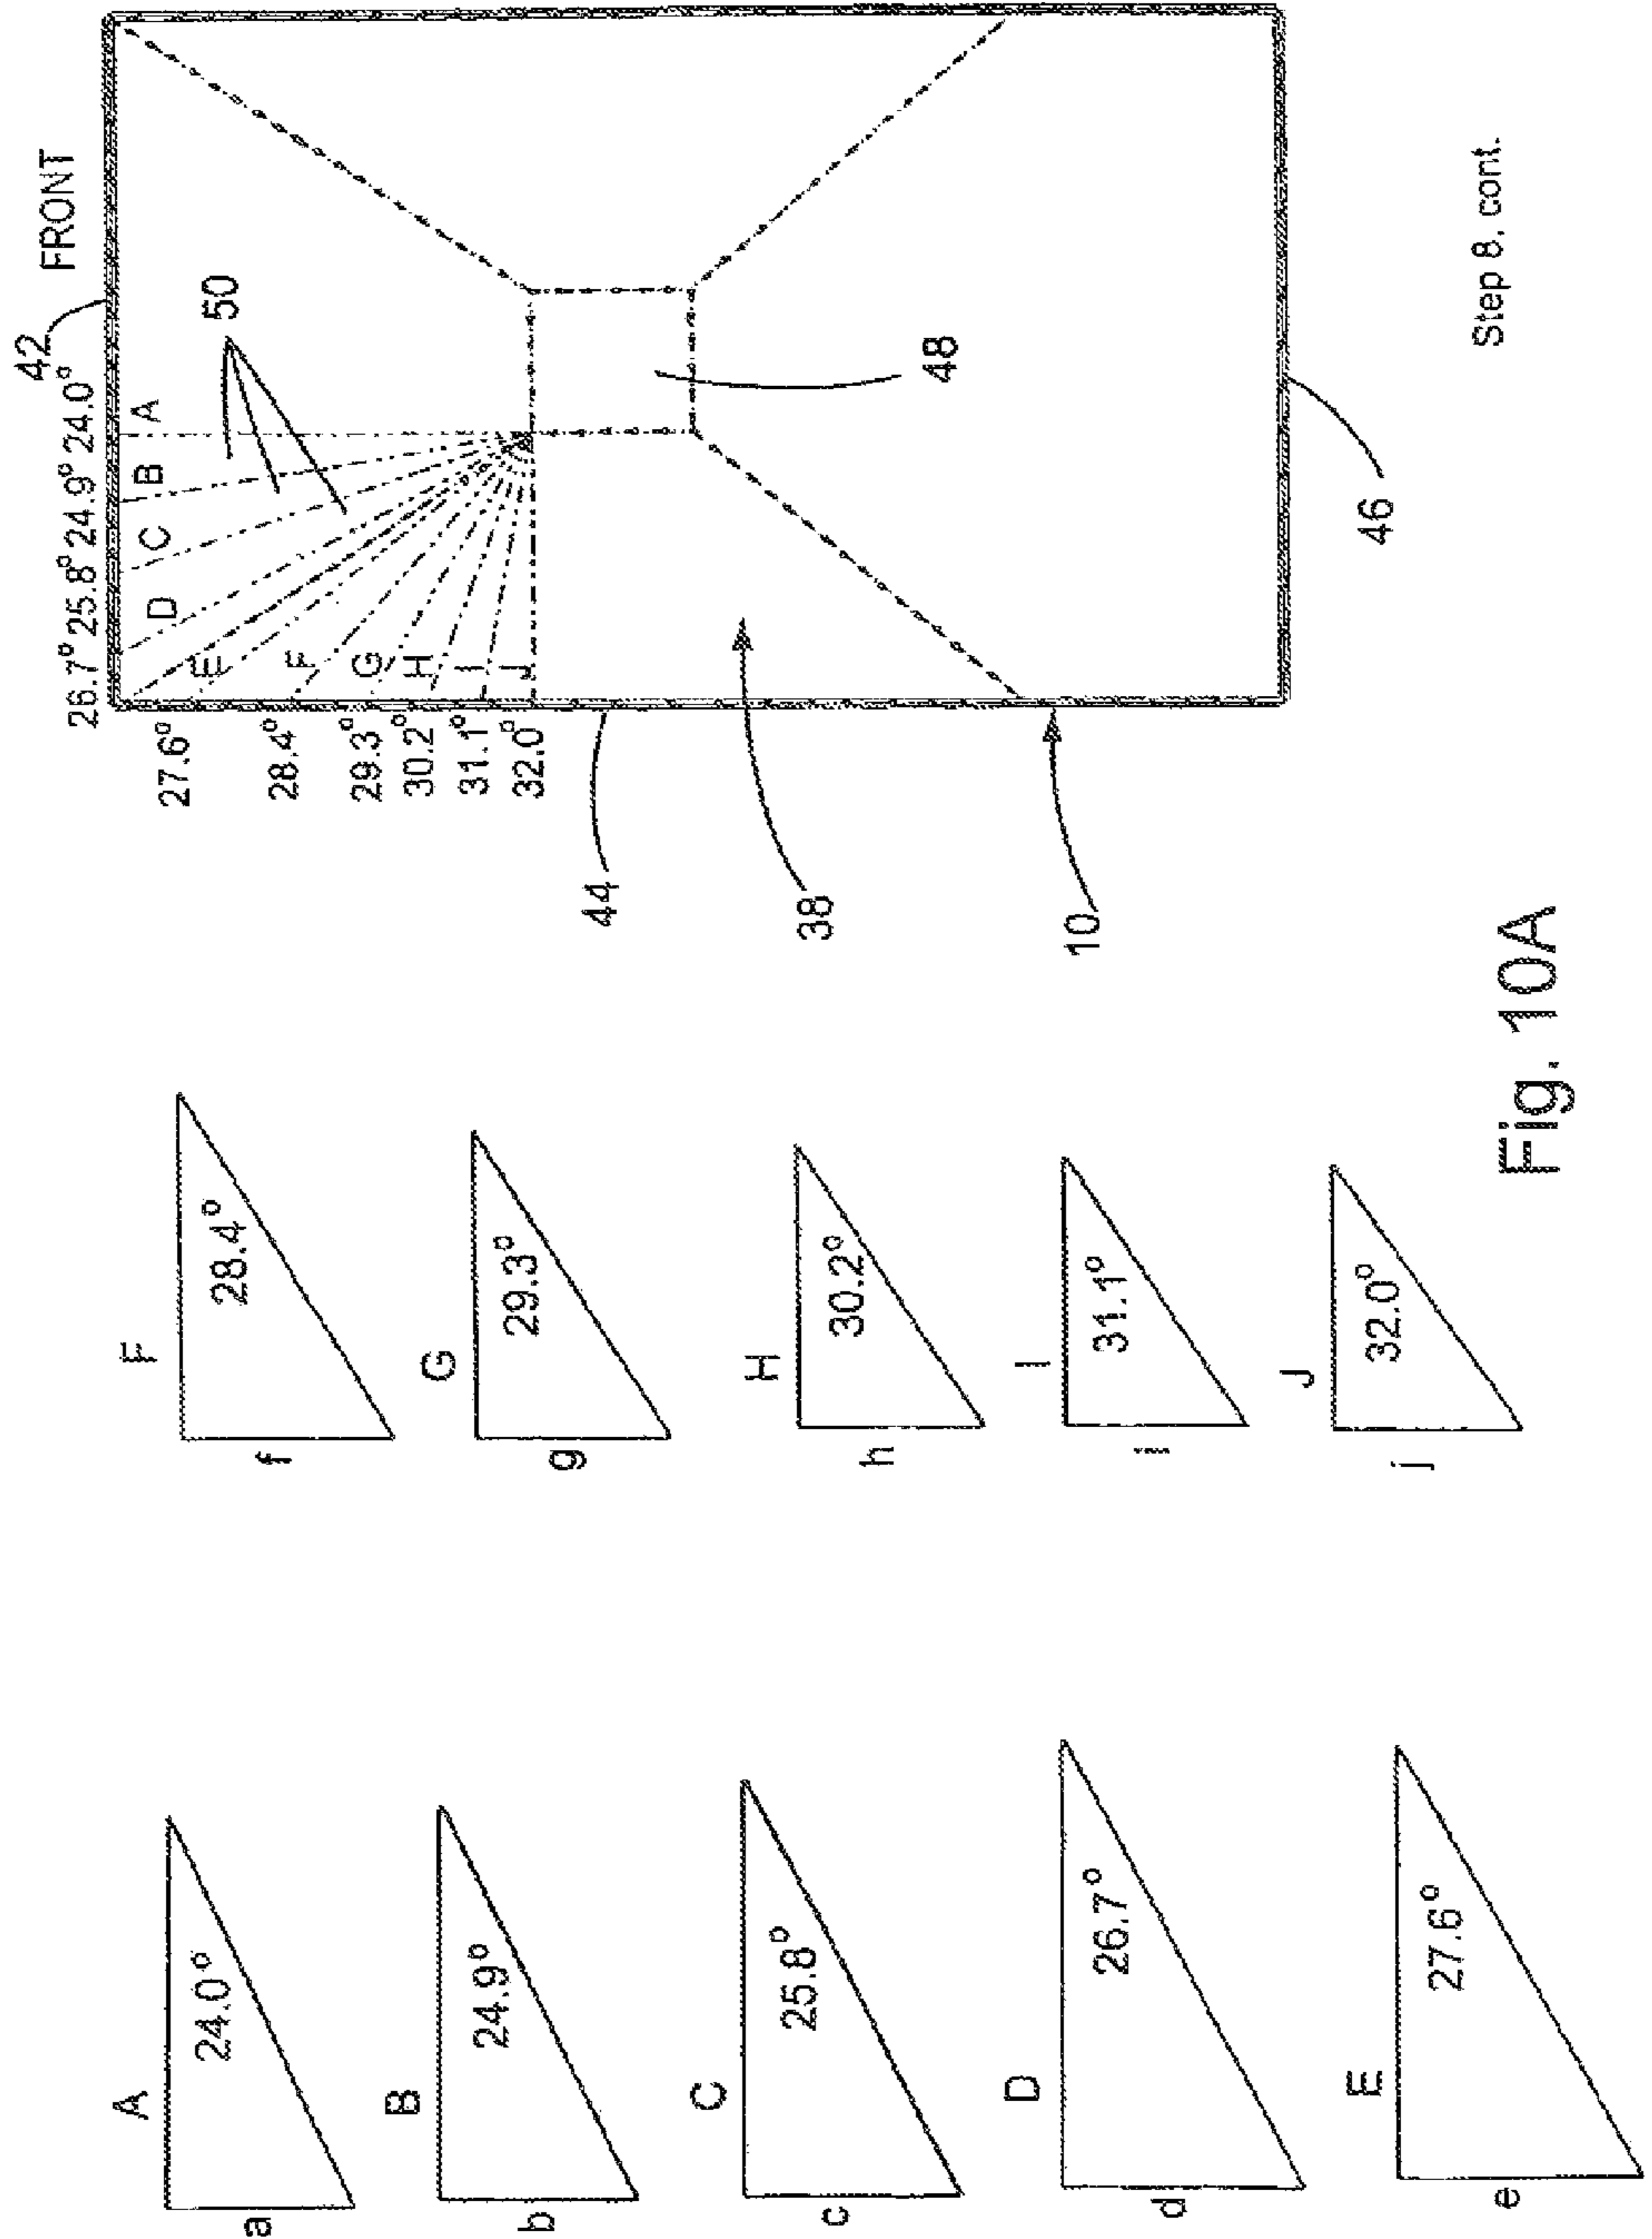 A
24.0°
a
B
24.9°
b
C
25.8°
c
D
26.7°
d
E
27.6°
e
F
28.4°
f
G
29.3°
g
H
30.2°
h
I
31.1°
i
J
32.0°
j
42
FRONT
26.7° 25.8° 24.9° 24.0°
50
D C B A
27.6°
28.4°
29.3°
30.2°
31.1°
32.0°
E
F
G
H
I
J
44
38
10
48
46
Step 8, cont.
Fig. 10A